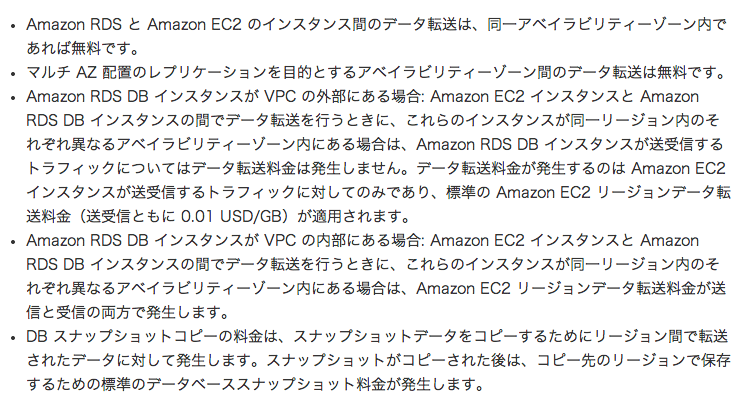 • Amazon RDS と Amazon EC2 のインスタンス間のデータ転送は、同一アベイラビリティーゾーン内で
あれば無料です。
• マルチ AZ 配置のレプリケーションを目的とするアベイラビリティーゾーン間のデータ転送は無料です。
• Amazon RDS DB インスタンスが VPC の外部にある場合: Amazon EC2 インスタンスと Amazon
RDS DB インスタンスの間でデータ転送を行うときに、これらのインスタンスが同一リージョン内のそ
れぞれ異なるアベイラビリティーゾーン内にある場合は、Amazon RDS DB インスタンスが送受信する
トラフィックについてはデータ転送料金は発生しません。データ転送料金が発生するのは Amazon EC2
インスタンスが送受信するトラフィックに対してのみであり、標準の Amazon EC2 リージョンデータ転
送料金（送受信ともに 0.01 USD/GB）が適用されます。
• Amazon RDS DB インスタンスが VPC の内部にある場合: Amazon EC2 インスタンスと Amazon
RDS DB インスタンスの間でデータ転送を行うときに、これらのインスタンスが同一リージョン内のそ
れぞれ異なるアベイラビリティーゾーン内にある場合は、Amazon EC2 リージョンデータ転送料金が送
信と受信の両方で発生します。
• DB スナップショットコピーの料金は、スナップショットデータをコピーするためにリージョン間で転送
されたデータに対して発生します。スナップショットがコピーされた後は、コピー先のリージョンで保存
するための標準のデータベーススナップショット料金が発生します。